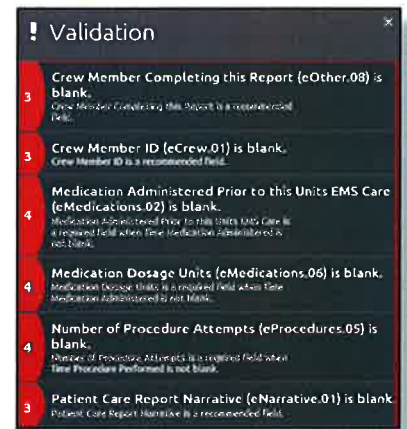 ! Validation ×
Crew Member Completing this Report (eOther.08) is
blank.
Crew Member Completing this Report is a recommended
field.
3
Crew Member ID (eCrew.01) is blank.
Crew Member ID is a recommended field.
3
Medication Administered Prior to this Units EMS Care
(eMedications.02) is blank.
Medication Administered Prior to this Units EMS Care is
a required field when Time Medication Administered is
not blank.
4
Medication Dosage Units (eMedications.06) is blank.
Medication Dosage Units is a required field when Time
Medication Administered is not blank.
4
Number of Procedure Attempts (eProcedures.05) is
blank.
Number of Procedure Attempts is a required field when
Time Procedure Performed is not blank.
4
Patient Care Report Narrative (eNarrative.01) is blank
Patient Care Report Narrative is a recommended field.
3